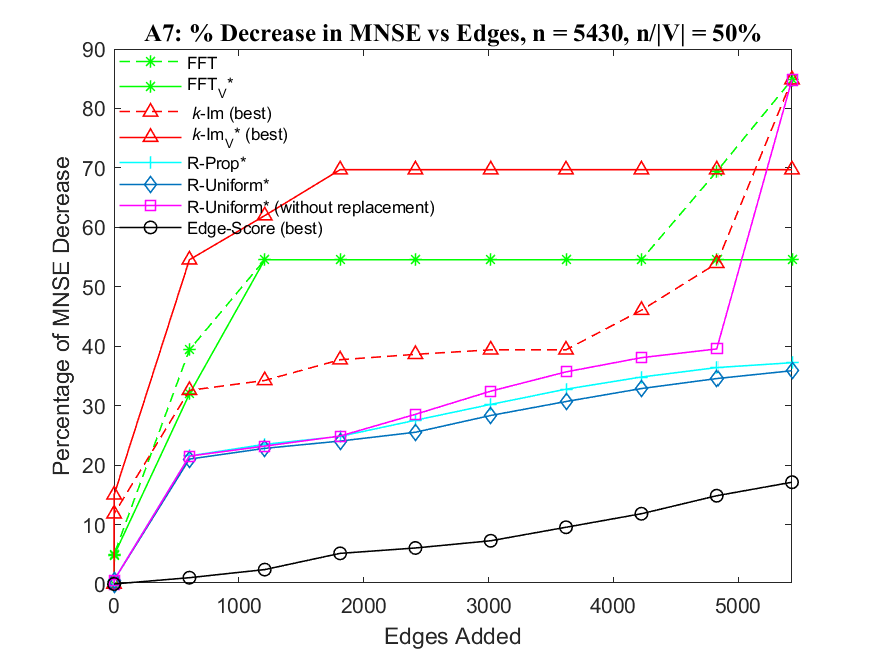 A7: % Decrease in MNSE vs Edges, n = 5430, n/|V| = 50%
90
80
70
60
50
40
30
20
10
0
Percentage of MNSE Decrease
FFT
FFT_V*
k-Im (best)
k-Im_V* (best)
R-Prop*
R-Uniform*
R-Uniform* (without replacement)
Edge-Score (best)
0 1000 2000 3000 4000 5000
Edges Added